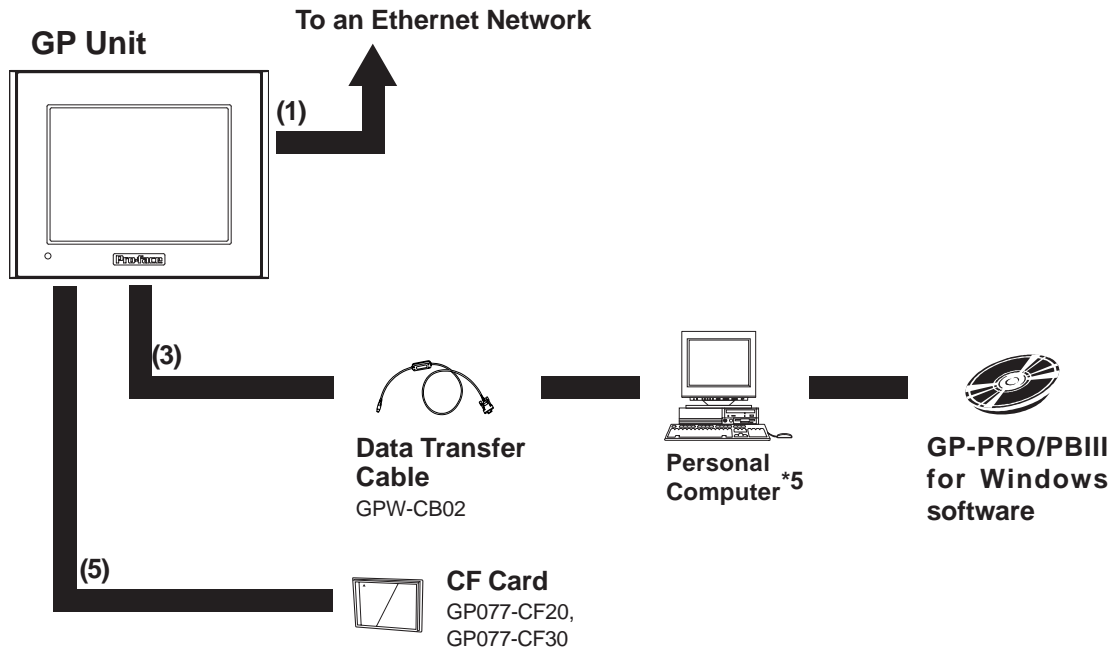 To an Ethernet Network
GP Unit
(1)
Pro-face
(3)
Data Transfer
Cable
GPW-CB02
Personal
Computer*5
GP-PRO/PBIII
for Windows
software
(5)
CF Card
GP077-CF20,
GP077-CF30